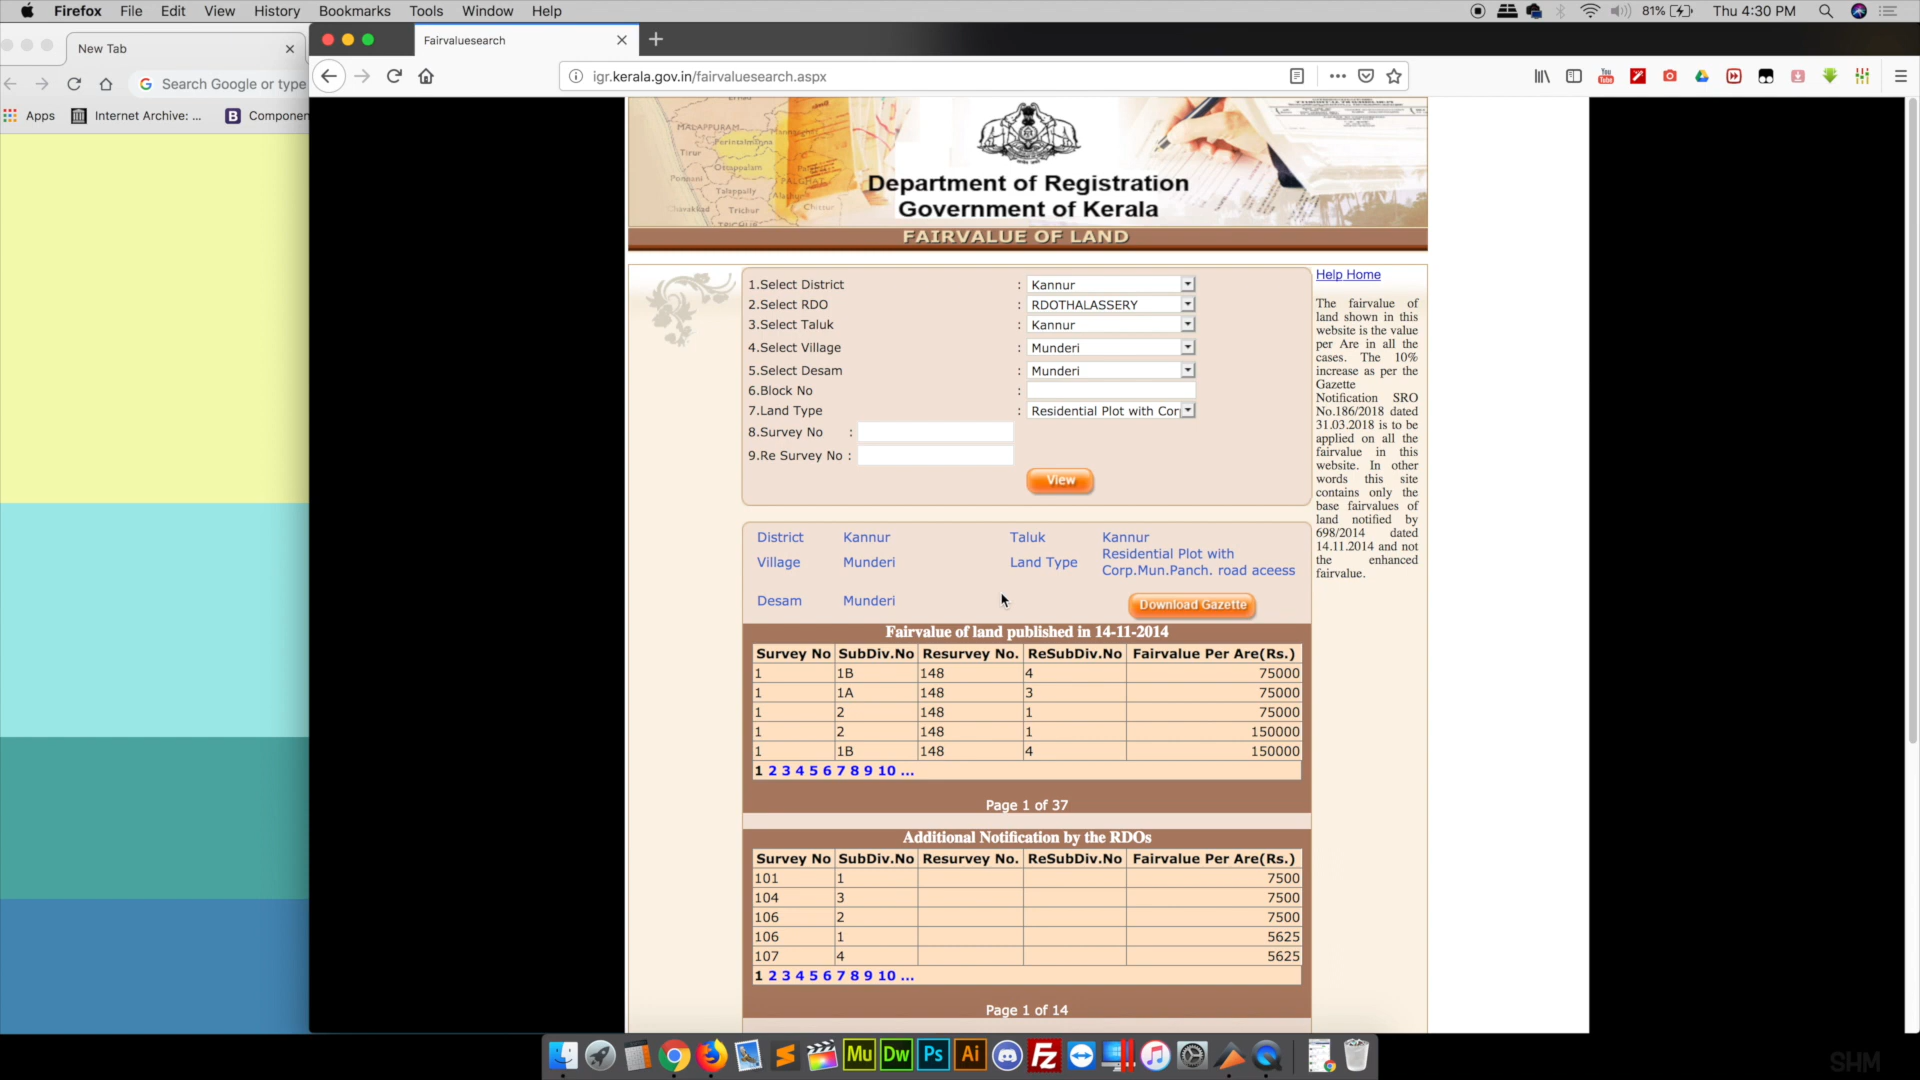 Firefox File Edit View History Bookmarks Tools Window Help 81% Thu 4:30 PM
New Tab
Fairvaluesearch
Search Google or type
igr.kerala.gov.in/fairvaluesearch.aspx
Apps Internet Archive: ... Componen
MALAPPURAM
Perintalmanna
Tirur
Ottappalam
Ponnani
Talappally
Trichur
Chittur
Department of Registration
Government of Kerala
FAIRVALUE OF LAND
1.Select District : Kannur
2.Select RDO : RDOTHALASSERY
3.Select Taluk : Kannur
4.Select Village : Munderi
5.Select Desam : Munderi
6.Block No :
7.Land Type : Residential Plot with Cor
8.Survey No :
9.Re Survey No :
View
Help Home
The fairvalue of
land shown in this
website is the value
per Are in all the
cases. The 10%
increase as per the
Gazette
Notification SRO
No.186/2018 dated
31.03.2018 is to be
applied on all the
fairvalue in this
website. In other
words this site
contains only the
base fairvalues of
land notified by
698/2014 dated
14.11.2014 and not
the enhanced
fairvalue.
District Kannur Taluk Kannur
Village Munderi Land Type Residential Plot with
Corp.Mun.Panch. road aceess
Desam Munderi
Download Gazette
Fairvalue of land published in 14-11-2014
Survey No SubDiv.No Resurvey No. ReSubDiv.No Fairvalue Per Are(Rs.)
1 1B 148 4 75000
1 1A 148 3 75000
1 2 148 1 75000
1 2 148 1 150000
1 1B 148 4 150000
1 2 3 4 5 6 7 8 9 10 ...
Page 1 of 37
Additional Notification by the RDOs
Survey No SubDiv.No Resurvey No. ReSubDiv.No Fairvalue Per Are(Rs.)
101 1 7500
104 3 7500
106 2 7500
106 1 5625
107 4 5625
1 2 3 4 5 6 7 8 9 10 ...
Page 1 of 14
Mu Dw Ps Ai Fz
SHM